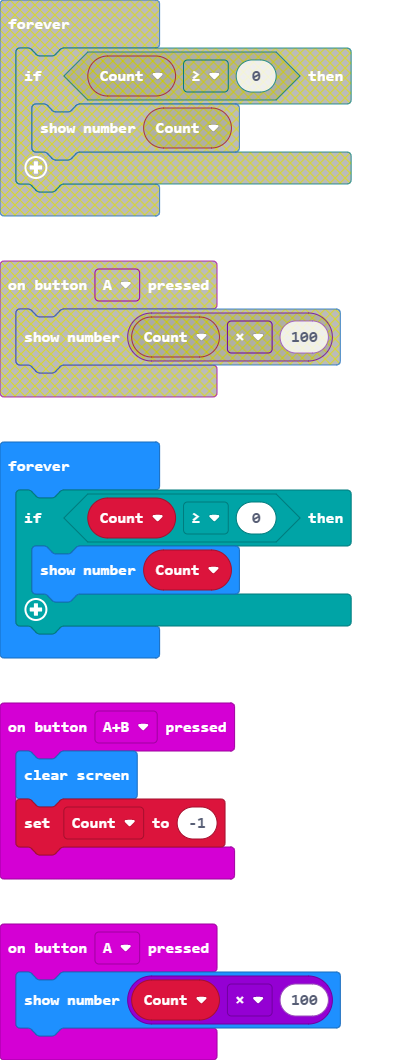 forever
if Count ≥ 0 then
show number Count
on button A pressed
show number Count × 100
forever
if Count ≥ 0 then
show number Count
on button A+B pressed
clear screen
set Count to -1
on button A pressed
show number Count × 100